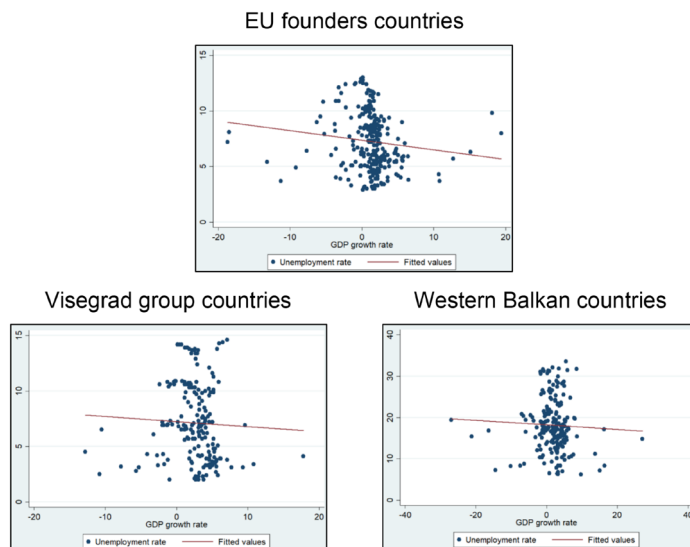 EU founders countries
15
10
5
0
-20 -10 0 10 20
GDP growth rate
Unemployment rate Fitted values
Visegrad group countries
15
10
5
0
-20 -10 0 10 20
GDP growth rate
Unemployment rate Fitted values
Western Balkan countries
40
30
20
10
0
-40 -20 0 20 40
GDP growth rate
Unemployment rate Fitted values